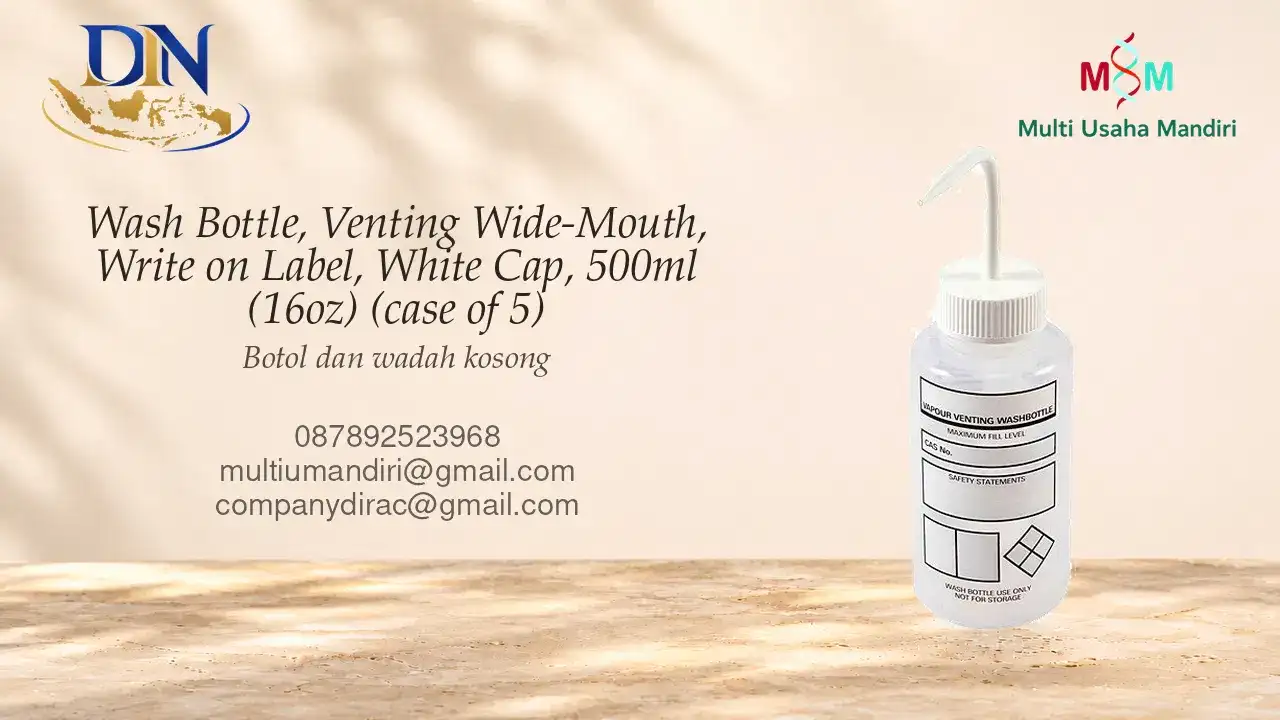 DIN
M M
Multi Usaha Mandiri
Wash Bottle, Venting Wide-Mouth,
Write on Label, White Cap, 500ml
(16oz) (case of 5)
Botol dan wadah kosong
087892523968
multiumandiri@gmail.com
companydirac@gmail.com
VAPOUR VENTING WASHBOTTLE
MAXIMUM FILL LEVEL
CAS No.
SAFETY STATEMENTS
WASH BOTTLE USE ONLY
NOT FOR STORAGE